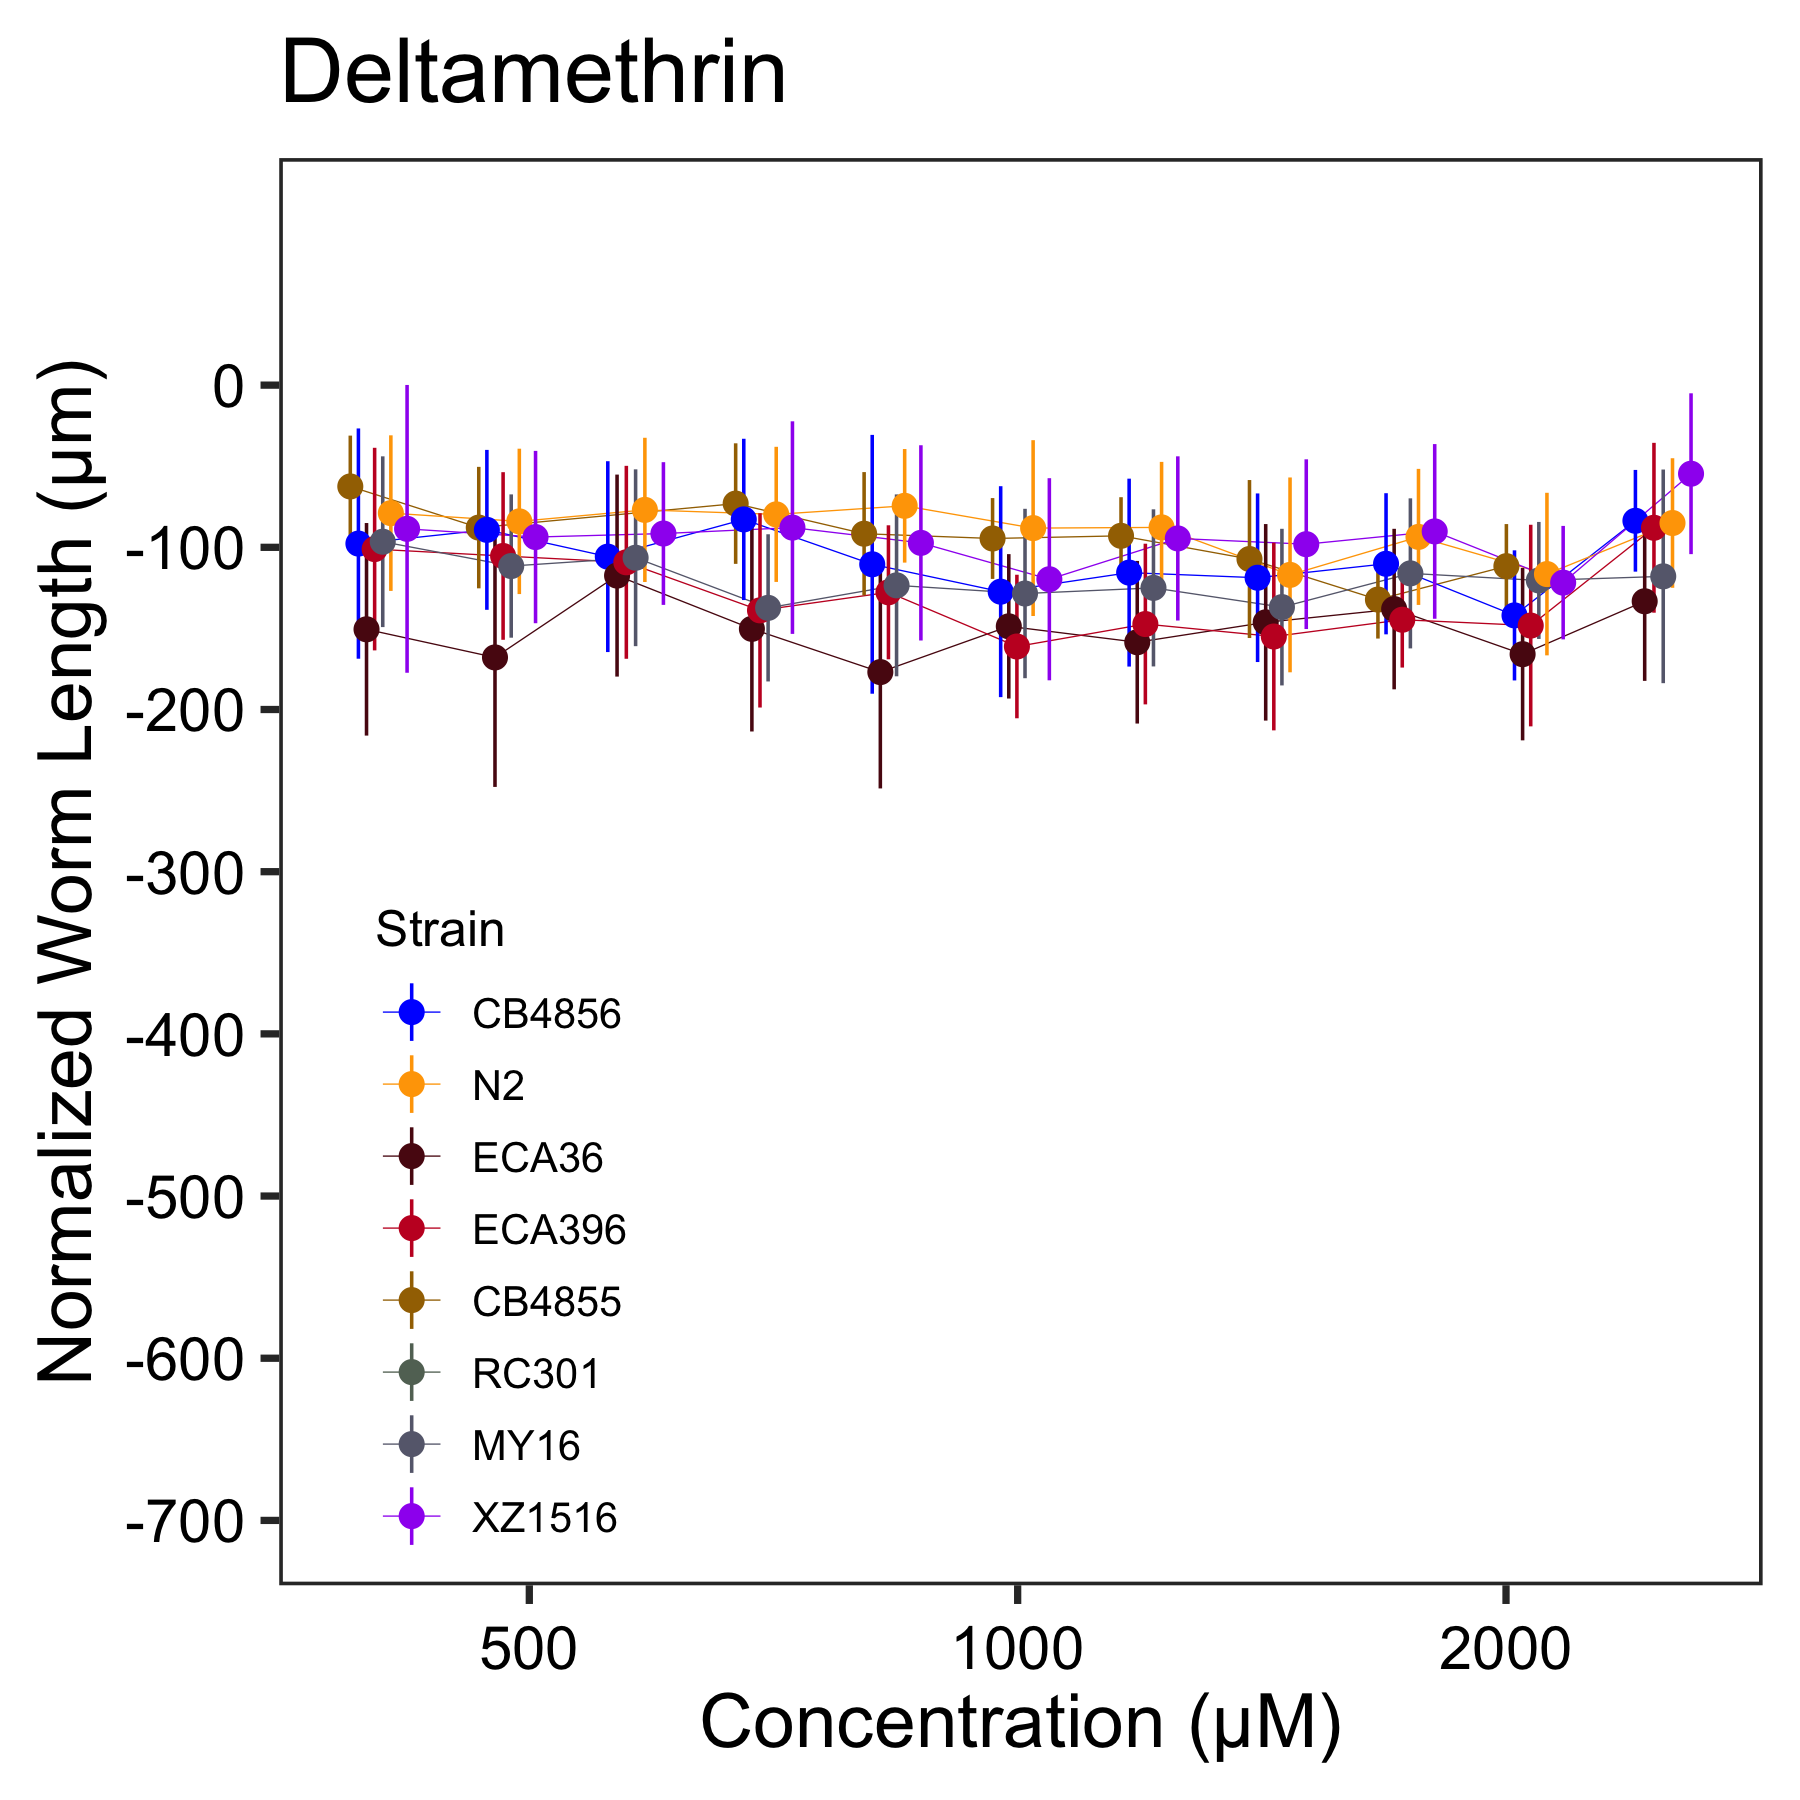 Deltamethrin
Normalized Worm Length (µm)
0
-100
-200
-300
-400
-500
-600
-700
Strain
CB4856
N2
ECA36
ECA396
CB4855
RC301
MY16
XZ1516
500 1000 2000
Concentration (µM)